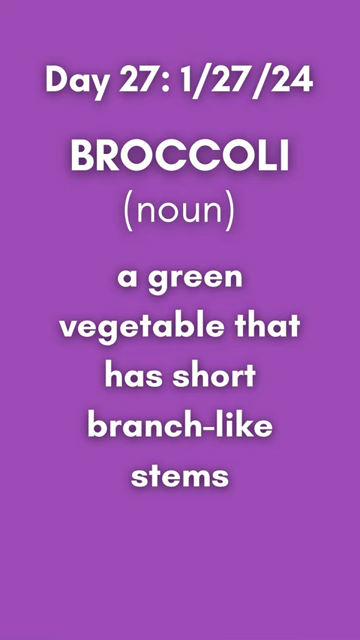 Day 27: 1/27/24
BROCCOLI
(noun)
a green
vegetable that
has short
branch-like
stems